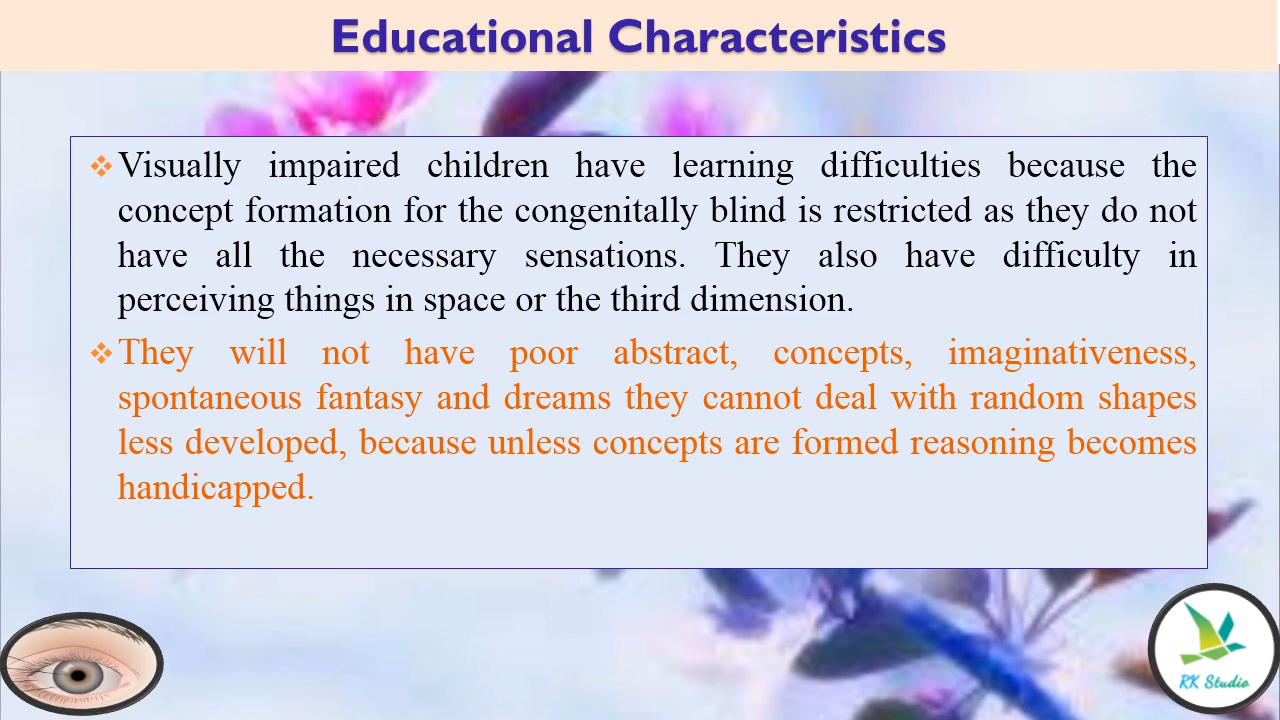 Educational Characteristics
❖Visually impaired children have learning difficulties because the
concept formation for the congenitally blind is restricted as they do not
have all the necessary sensations. They also have difficulty in
perceiving things in space or the third dimension.
❖They will not have poor abstract, concepts, imaginativeness,
spontaneous fantasy and dreams they cannot deal with random shapes
less developed, because unless concepts are formed reasoning becomes
handicapped.
RK Studio